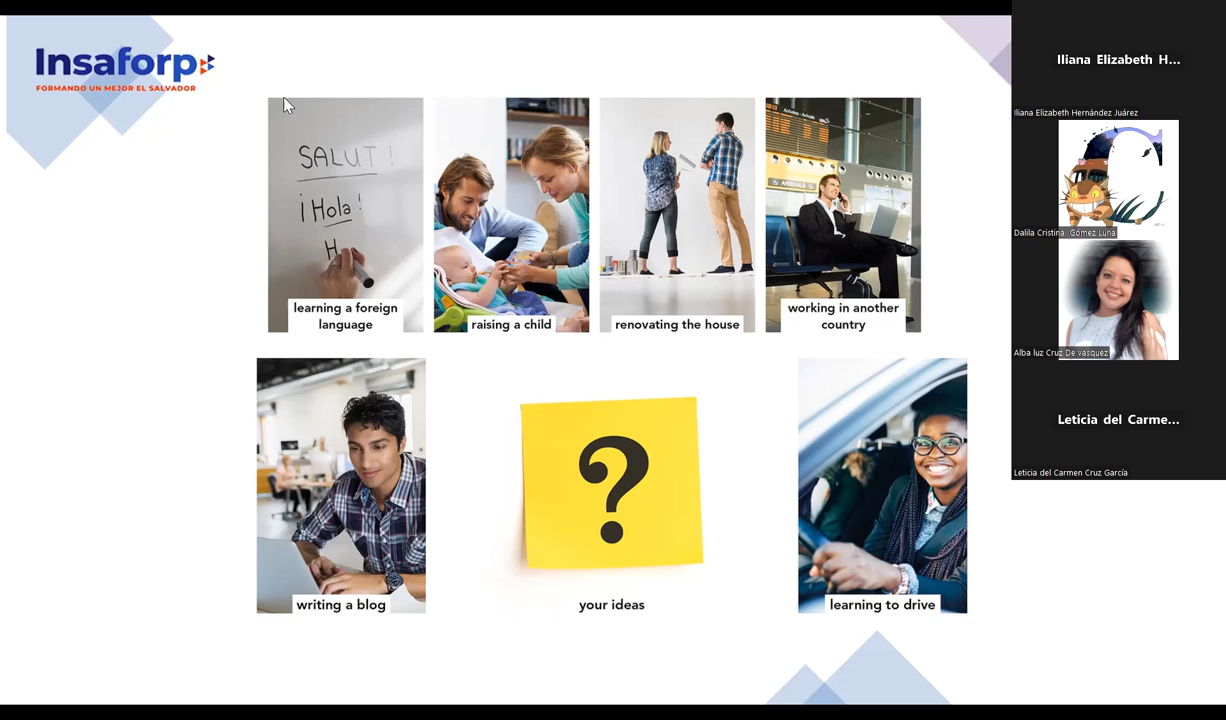 Insaforp
FORMANDO UN MEJOR EL SALVADOR
SALUT !
¡Hola!
H
learning a foreign
language
raising a child
renovating the house
ARRIVALS
working in another
country
writing a blog
?
your ideas
learning to drive
Iliana Elizabeth H...
Iliana Elizabeth Hernández Juárez
Dalila Cristina Gómez Luna
Alba luz Cruz De vasquez
Leticia del Carme...
Leticia del Carmen Cruz García